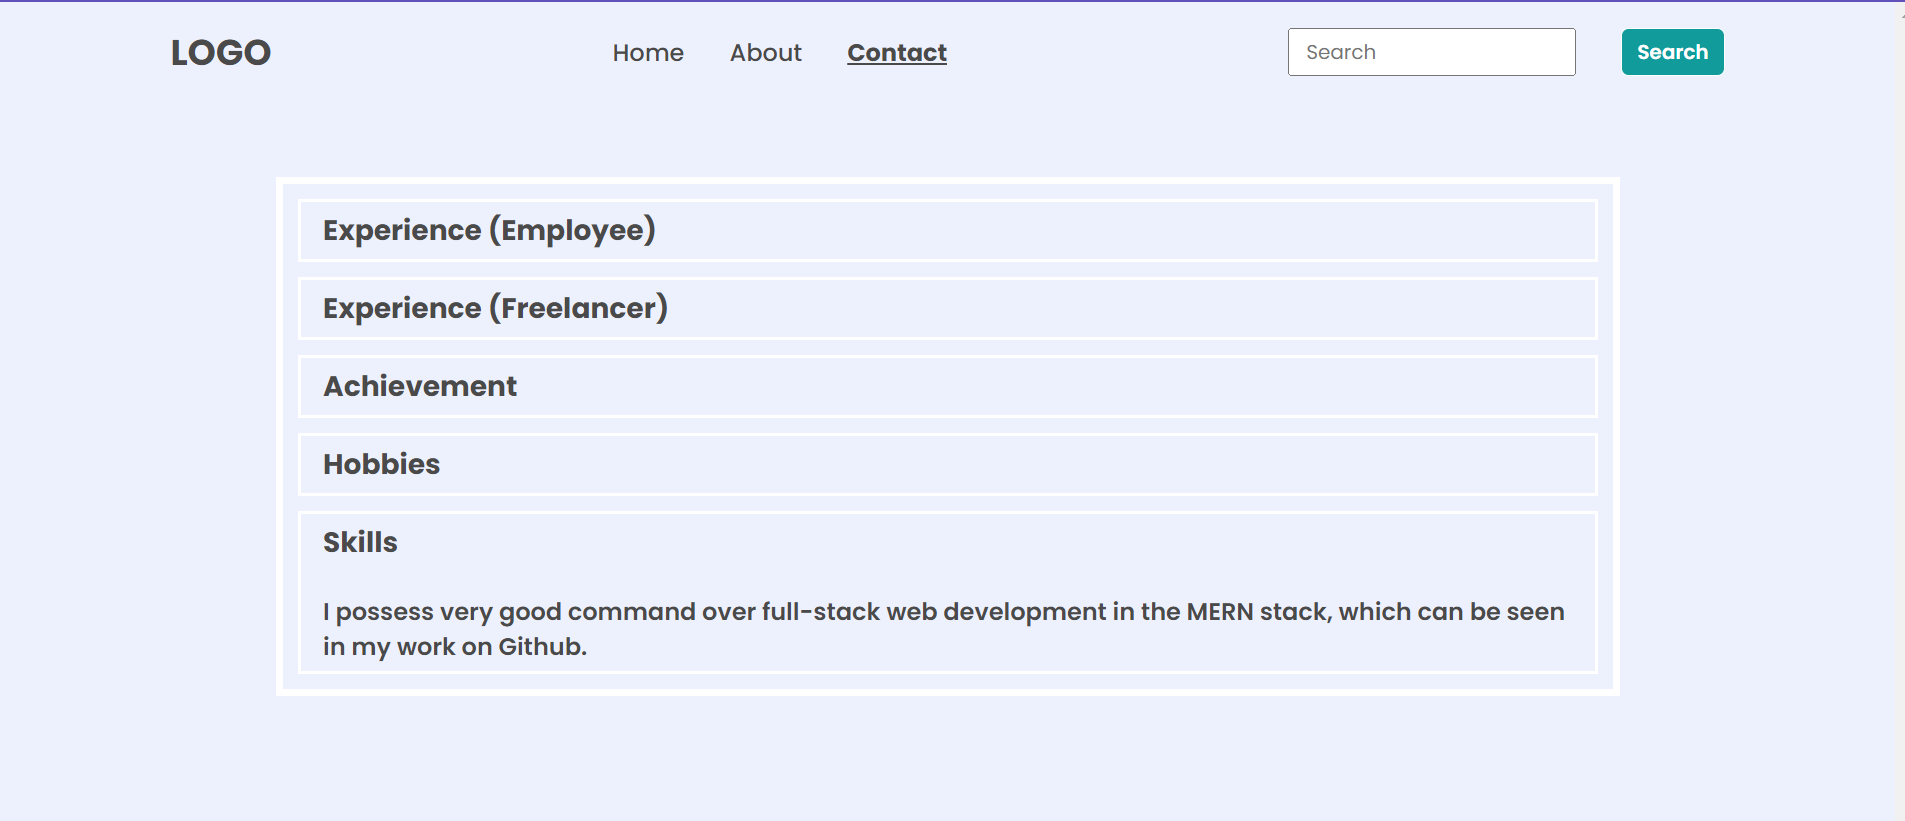 LOGO
Home About Contact
Search
Search
Experience (Employee)
Experience (Freelancer)
Achievement
Hobbies
Skills
I possess very good command over full-stack web development in the MERN stack, which can be seen
in my work on Github.